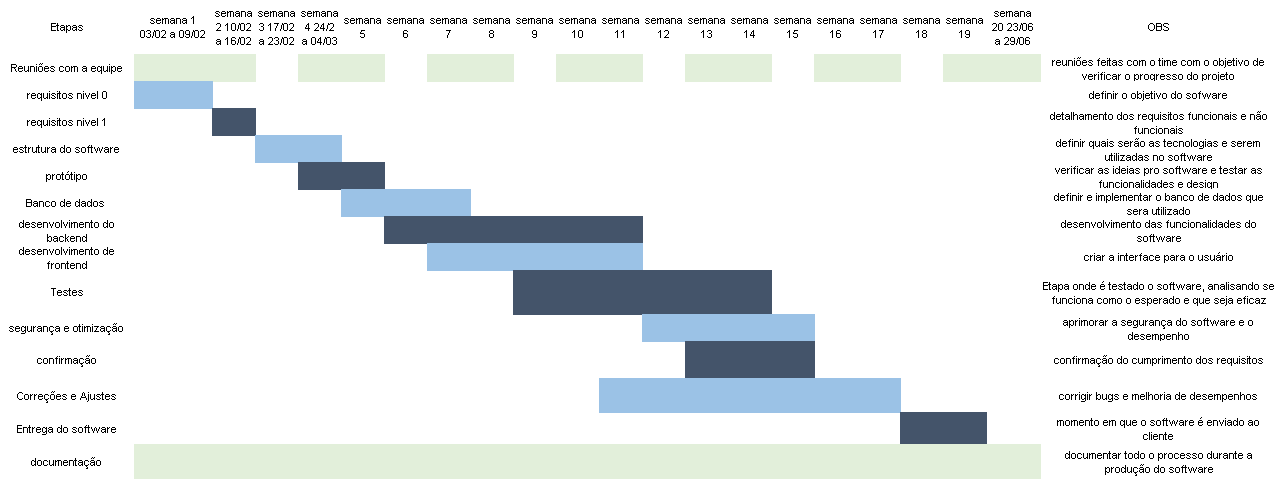 Etapas
semana 1
03/02 a 09/02
semana
2 10/02
a 16/02
semana
3 17/02
a 23/02
semana
4 24/2
a 04/03
semana
5
semana
6
semana
7
semana
8
semana
9
semana
10
semana
11
semana
12
semana
13
semana
14
semana
15
semana
16
semana
17
semana
18
semana
19
semana
20 23/06
a 29/06
OBS
Reuniões com a equipe
reuniões feitas com o time com o objetivo de
verificar o progresso do projeto
requisitos nivel 0
definir o objetivo do sofware
requisitos nivel 1
detalhamento dos requisitos funcionais e não
funcionais
estrutura do software
definir quais serão as tecnologias e serem
utilizadas no software
protótipo
verificar as ideias pro software e testar as
funcionalidades e design
Banco de dados
definir e implementar o banco de dados que
sera utilizado
desenvolvimento do
backend
desenvolvimento das funcionalidades do
software
desenvolvimento de
frontend
criar a interface para o usuário
Testes
Etapa onde é testado o software, analisando se
funciona como o esperado e que seja eficaz
segurança e otimização
aprimorar a segurança do software e o
desempenho
confirmação
confirmação do cumprimento dos requisitos
Correções e Ajustes
corrigir bugs e melhoria de desempenhos
Entrega do software
momento em que o software é enviado ao
cliente
documentação
documentar todo o processo durante a
produção do software